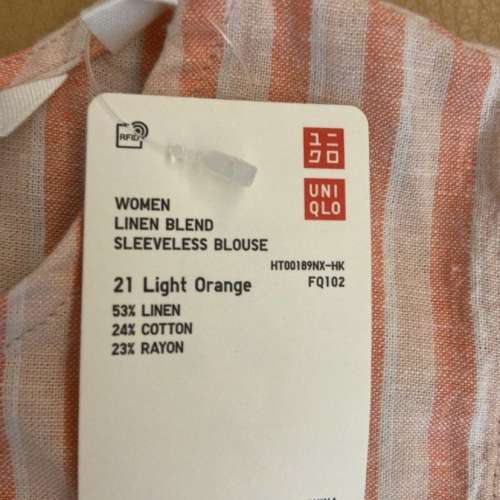 RFID
ユニ
クロ
UNI
QLO
WOMEN
LINEN BLEND
SLEEVELESS BLOUSE
HT00189NX-HK
21 Light Orange
FQ102
53% LINEN
24% COTTON
23% RAYON